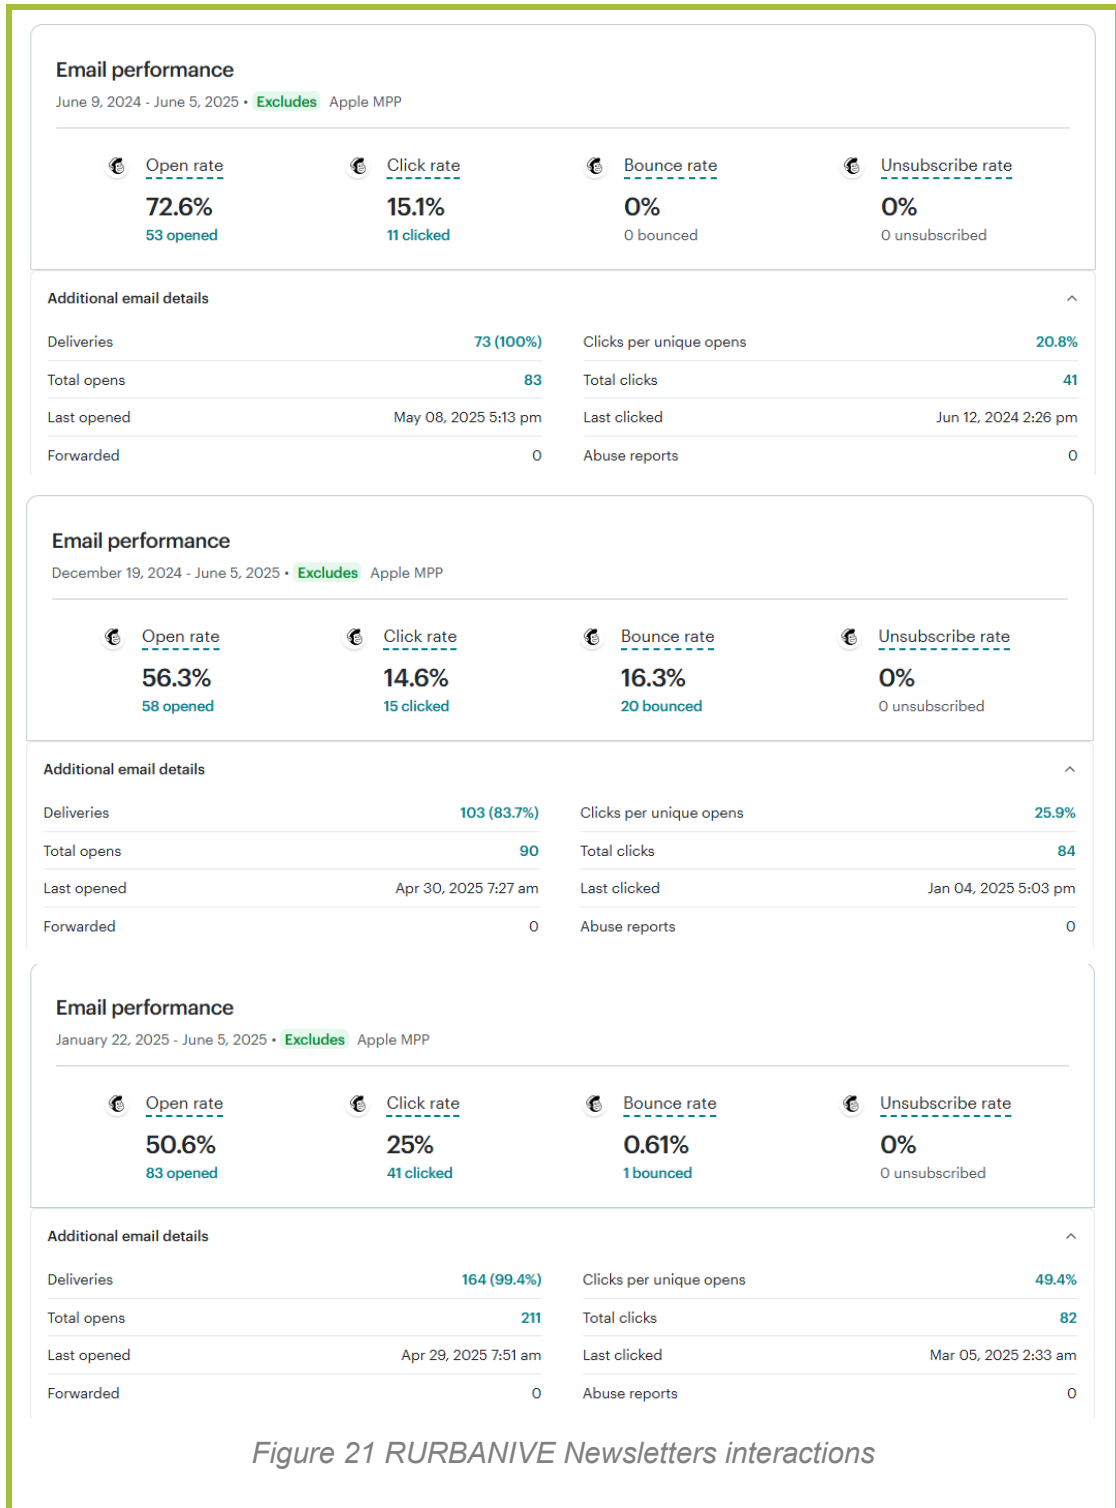 Email performance
June 9, 2024 - June 5, 2025 • Excludes Apple MPP
Open rate Click rate Bounce rate Unsubscribe rate
72.6% 15.1% 0% 0%
53 opened 11 clicked 0 bounced 0 unsubscribed
Additional email details
Deliveries 73 (100%) Clicks per unique opens 20.8%
Total opens 83 Total clicks 41
Last opened May 08, 2025 5:13 pm Last clicked Jun 12, 2024 2:26 pm
Forwarded 0 Abuse reports 0
Email performance
December 19, 2024 - June 5, 2025 • Excludes Apple MPP
Open rate Click rate Bounce rate Unsubscribe rate
56.3% 14.6% 16.3% 0%
58 opened 15 clicked 20 bounced 0 unsubscribed
Additional email details
Deliveries 103 (83.7%) Clicks per unique opens 25.9%
Total opens 90 Total clicks 84
Last opened Apr 30, 2025 7:27 am Last clicked Jan 04, 2025 5:03 pm
Forwarded 0 Abuse reports 0
Email performance
January 22, 2025 - June 5, 2025 • Excludes Apple MPP
Open rate Click rate Bounce rate Unsubscribe rate
50.6% 25% 0.61% 0%
83 opened 41 clicked 1 bounced 0 unsubscribed
Additional email details
Deliveries 164 (99.4%) Clicks per unique opens 49.4%
Total opens 211 Total clicks 82
Last opened Apr 29, 2025 7:51 am Last clicked Mar 05, 2025 2:33 am
Forwarded 0 Abuse reports 0
Figure 21 RURBANIVE Newsletters interactions